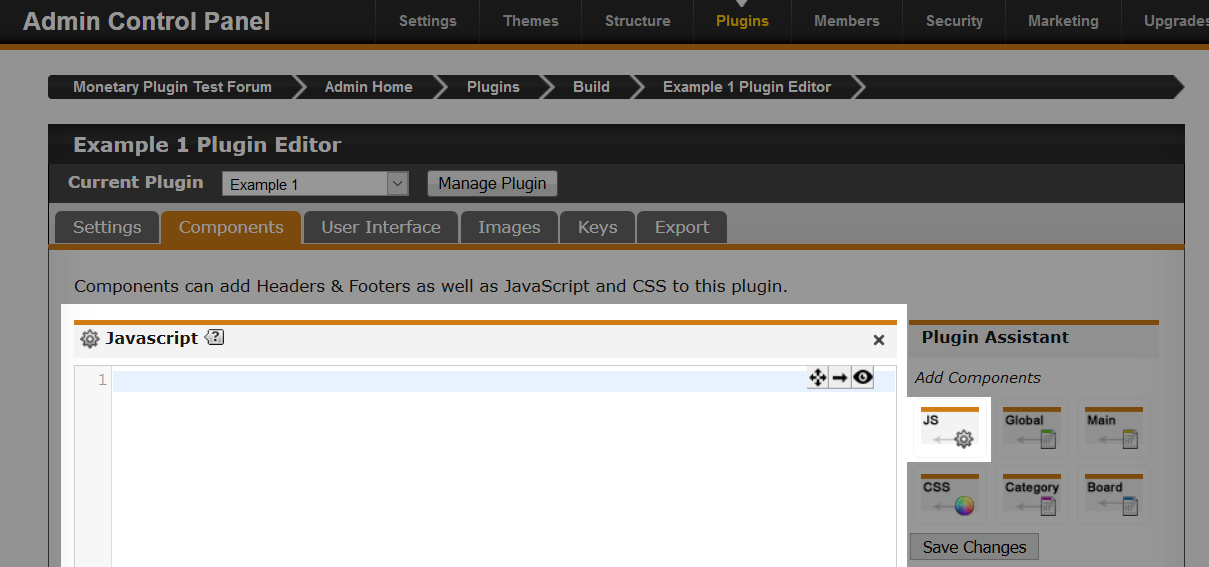 Admin Control Panel
Settings Themes Structure Plugins Members Security Marketing Upgrades
Monetary Plugin Test Forum Admin Home Plugins Build Example 1 Plugin Editor
Example 1 Plugin Editor
Current Plugin Example 1 Manage Plugin
Settings Components User Interface Images Keys Export
Components can add Headers & Footers as well as JavaScript and CSS to this plugin.
Javascript ?
1
Plugin Assistant
Add Components
JS Global Main
CSS Category Board
Save Changes